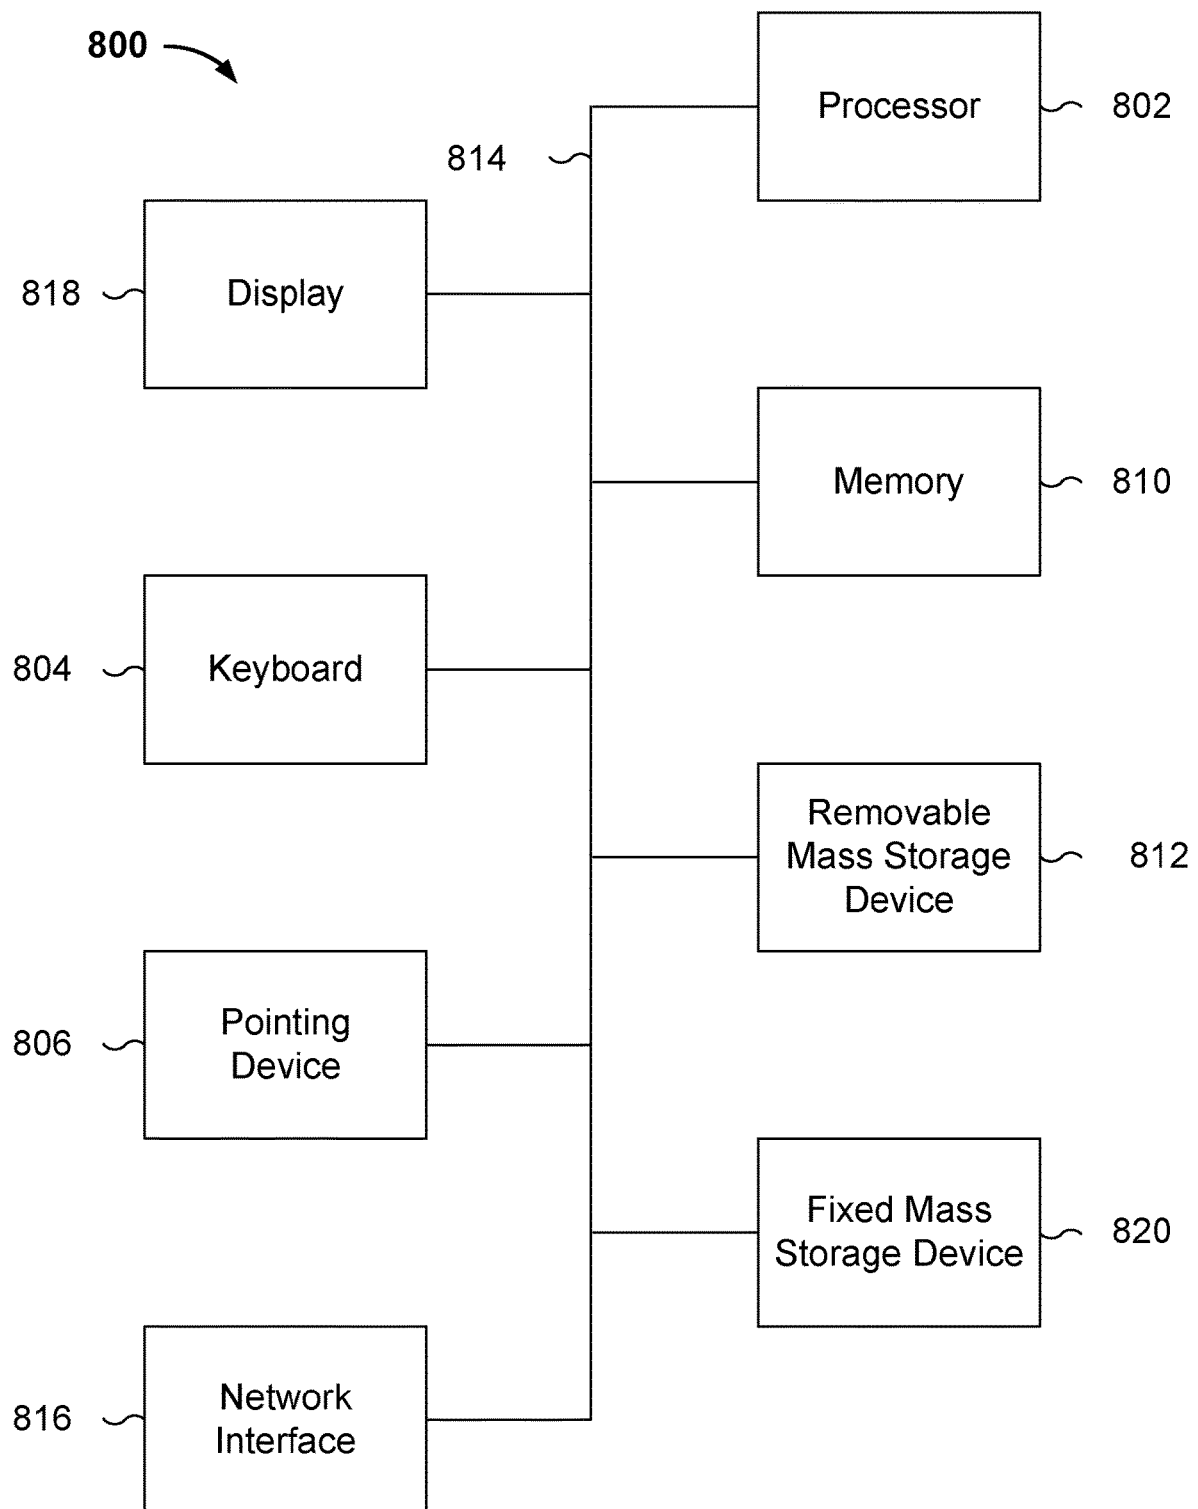 800
Processor
802
814
818
Display
Memory
810
804
Keyboard
Removable
Mass Storage
Device
812
806
Pointing
Device
Fixed Mass
Storage Device
820
816
Network
Interface